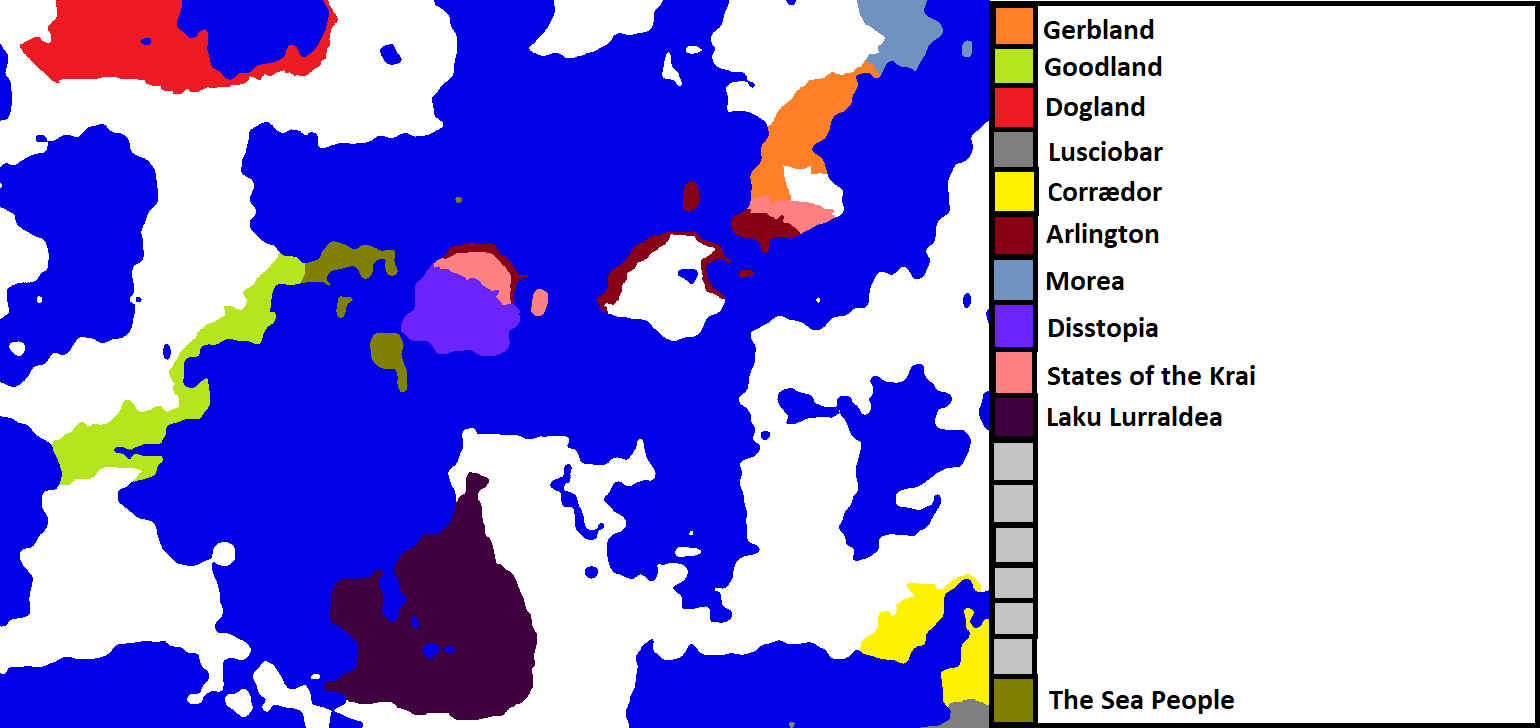 Gerbland
Goodland
Dogland
Lusciobar
Corrædor
Arlington
Morea
Disstopia
States of the Krai
Laku Lurraldea
The Sea People